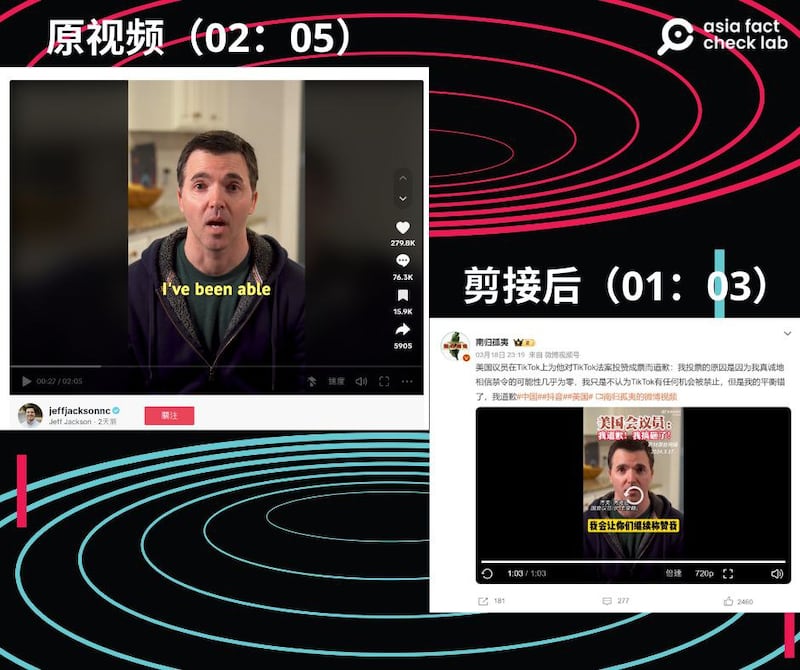 原视频（02：05）
asia fact
check lab
I've been able
279.8K
76.3K
15.9K
5905
00:27 / 02:05
速度
jeffjacksonnc
Jeff Jackson · 2天前
關注
剪接后（01：03）
南归孤夷
03月18日 23:19 来自 微博视频号
美国议员在TikTok上为他对TikTok法案投赞成票而道歉：我投票的原因是因为我真诚地
相信禁令的可能性几乎为零，我只是不认为TikTok有任何机会被禁止，但是我的平衡错
了，我道歉#中国##抖音##美国# 南归孤夷的微博视频
美国会议员：
我道歉！我搞砸了！
2024.3.17
我会让你们继续称赞我
1:03 / 1:03
倍速
720p
181
277
2460